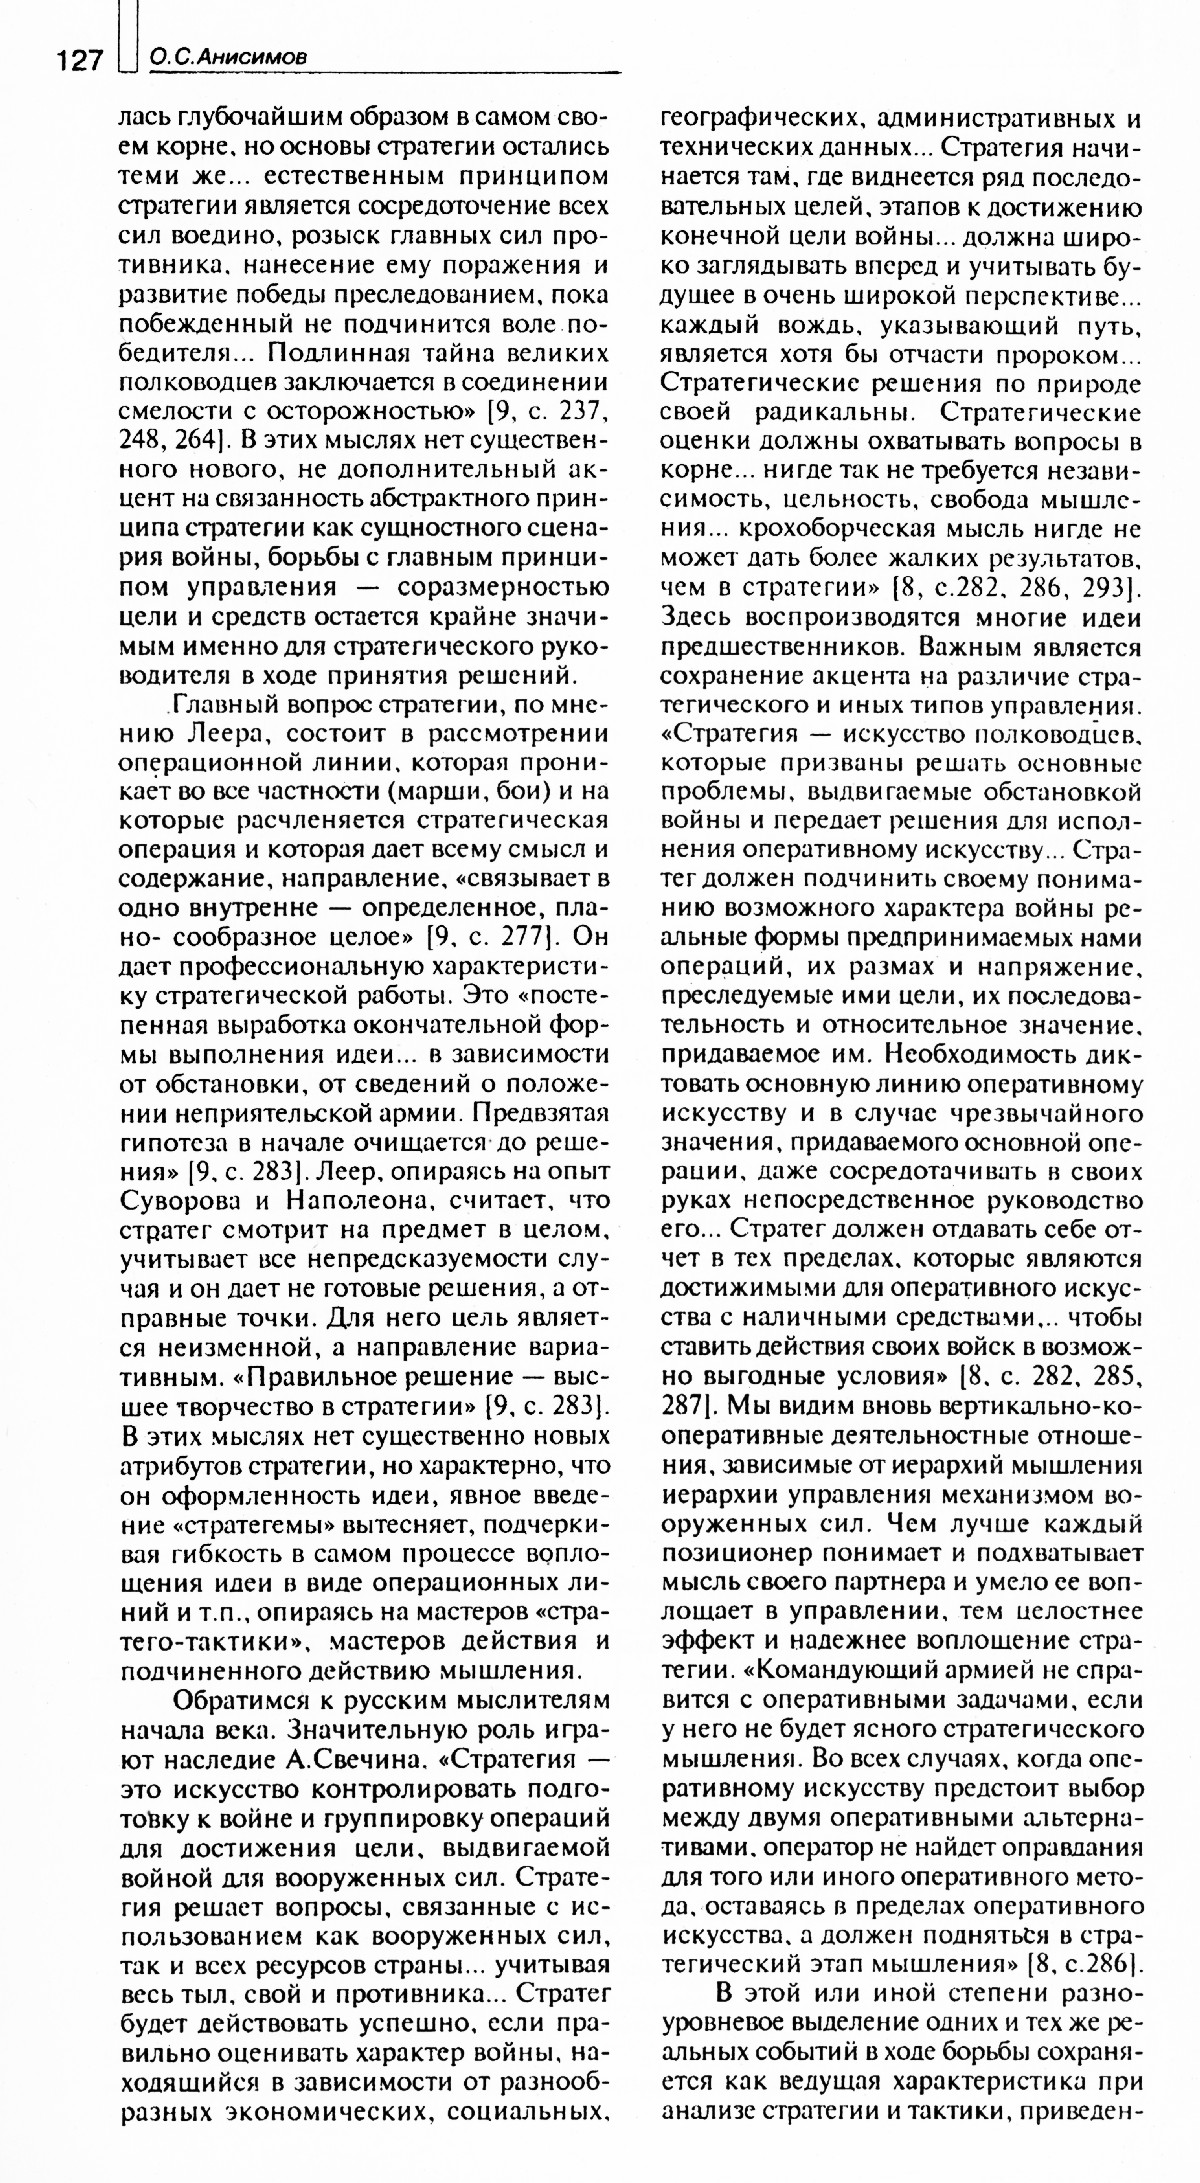 127
О.С.Анисимов
лась глубочайшим образом в самом сво-
ем корне, но основы стратегии остались
теми же... естественным принципом
стратегии является сосредоточение всех
сил воедино, розыск главных сил про-
тивника, нанесение ему поражения и
развитие победы преследованием, пока
побежденный не подчинится воле по-
бедителя... Подлинная тайна великих
полководцев заключается в соединении
смелости с осторожностью» [9, с. 237,
248, 264]. В этих мыслях нет существен-
ного нового, не дополнительный ак-
цент на связанность абстрактного прин-
ципа стратегии как сущностного сцена-
рия войны, борьбы с главным принци-
пом управления — соразмерностью
цели и средств остается крайне значи-
мым именно для стратегического руко-
водителя в ходе принятия решений.
Главный вопрос стратегии, по мне-
нию Леера, состоит в рассмотрении
операционной линии, которая прони-
кает во все частности (марши, бои) и на
которые расчленяется стратегическая
операция и которая дает всему смысл и
содержание, направление, «связывает в
одно внутренне — определенное, пла-
но- сообразное целое» [9, с. 277]. Он
дает профессиональную характеристи-
ку стратегической работы. Это «посте-
пенная выработка окончательной фор-
мы выполнения идеи... в зависимости
от обстановки, от сведений о положе-
нии неприятельской армии. Предвзятая
гипотеза в начале очищается до реше-
ния» [9, с. 283]. Леер, опираясь на опыт
Суворова и Наполеона, считает, что
стратег смотрит на предмет в целом,
учитывает все непредсказуемости слу-
чая и он дает не готовые решения, а от-
правные точки. Для него цель являет-
ся неизменной, а направление вариа-
тивным. «Правильное решение — выс-
шее творчество в стратегии» [9, с. 283].
В этих мыслях нет существенно новых
атрибутов стратегии, но характерно, что
он оформленность идеи, явное введе-
ние «стратегемы» вытесняет, подчерки-
вая гибкость в самом процессе вопло-
щения идеи в виде операционных ли-
ний и т.п., опираясь на мастеров «стра-
тего-тактики», мастеров действия и
подчиненного действию мышления.
Обратимся к русским мыслителям
начала века. Значительную роль игра-
ют наследие А.Свечина. «Стратегия —
это искусство контролировать подго-
товку к войне и группировку операций
для достижения цели, выдвигаемой
войной для вооруженных сил. Страте-
гия решает вопросы, связанные с ис-
пользованием как вооруженных сил,
так и всех ресурсов страны... учитывая
весь тыл, свой и противника... Стратег
будет действовать успешно, если пра-
вильно оценивать характер войны, на-
ходящийся в зависимости от разнооб-
разных экономических, социальных,
географических, административных и
технических данных... Стратегия начи-
нается там, где виднеется ряд последо-
вательных целей, этапов к достижению
конечной цели войны... должна широ-
ко заглядывать вперед и учитывать бу-
дущее в очень широкой перспективе...
каждый вождь, указывающий путь,
является хотя бы отчасти пророком...
Стратегические решения по природе
своей радикальны. Стратегические
оценки должны охватывать вопросы в
корне... нигде так не требуется незави-
симость, цельность, свобода мышле-
ния... крохоборческая мысль нигде не
может дать более жалких результатов,
чем в стратегии» [8, с.282, 286, 293].
Здесь воспроизводятся многие идеи
предшественников. Важным является
сохранение акцента на различие стра-
тегического и иных типов управления.
«Стратегия — искусство полководцев,
которые призваны решать основные
проблемы, выдвигаемые обстановкой
войны и передает решения для испол-
нения оперативному искусству... Стра-
тег должен подчинить своему понима-
нию возможного характера войны ре-
альные формы предпринимаемых нами
операций, их размах и напряжение,
преследуемые ими цели, их последова-
тельность и относительное значение,
придаваемое им. Необходимость дик-
товать основную линию оперативному
искусству и в случае чрезвычайного
значения, придаваемого основной опе-
рации, даже сосредотачивать в своих
руках непосредственное руководство
его... Стратег должен отдавать себе от-
чет в тех пределах, которые являются
достижимыми для оперативного искус-
ства с наличными средствами... чтобы
ставить действия своих войск в возмож-
но выгодные условия» [8, с. 282, 285,
287]. Мы видим вновь вертикально-ко-
оперативные деятельностные отноше-
ния, зависимые от иерархий мышления
иерархии управления механизмом во-
оруженных сил. Чем лучше каждый
позиционер понимает и подхватывает
мысль своего партнера и умело ее воп-
лощает в управлении, тем целостнее
эффект и надежнее воплощение стра-
тегии. «Командующий армией не спра-
вится с оперативными задачами, если
у него не будет ясного стратегического
мышления. Во всех случаях, когда опе-
ративному искусству предстоит выбор
между двумя оперативными альтерна-
тивами, оператор не найдет оправдания
для того или иного оперативного мето-
да, оставаясь в пределах оперативного
искусства, а должен подняться в стра-
тегический этап мышления» [8, с.286].
В этой или иной степени разно-
уровневое выделение одних и тех же ре-
альных событий в ходе борьбы сохраня-
ется как ведущая характеристика при
анализе стратегии и тактики, приведен-